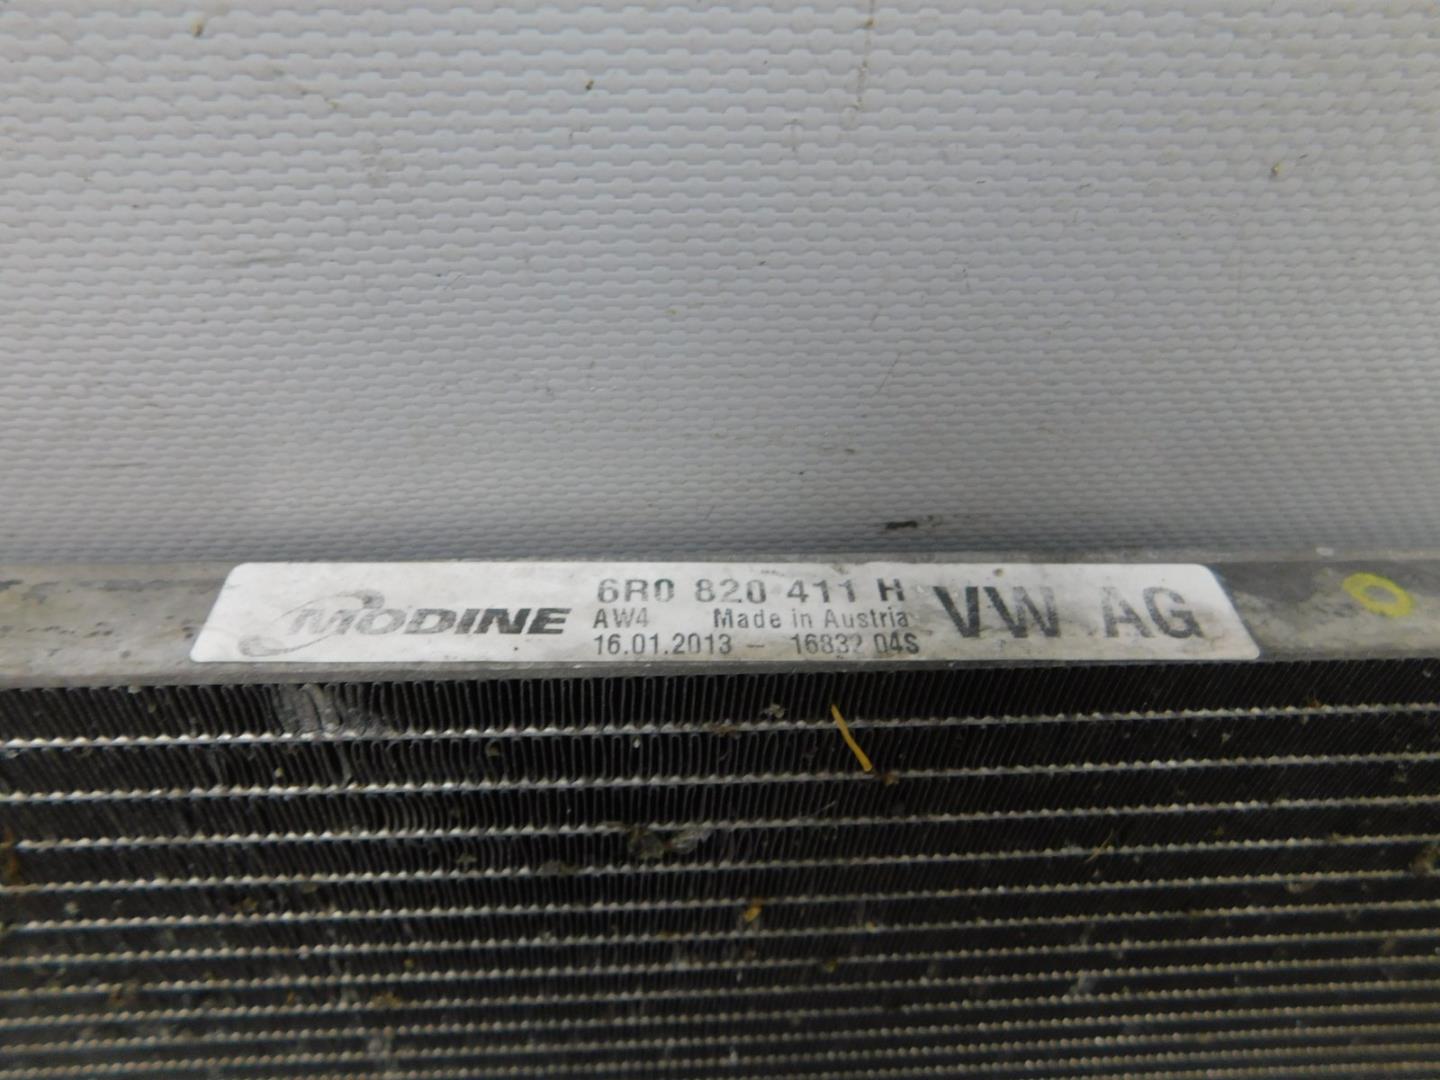 MODINE
6R0 820 411 H
AW4 Made in Austria
16.01.2013 - 16832 04S
VW AG